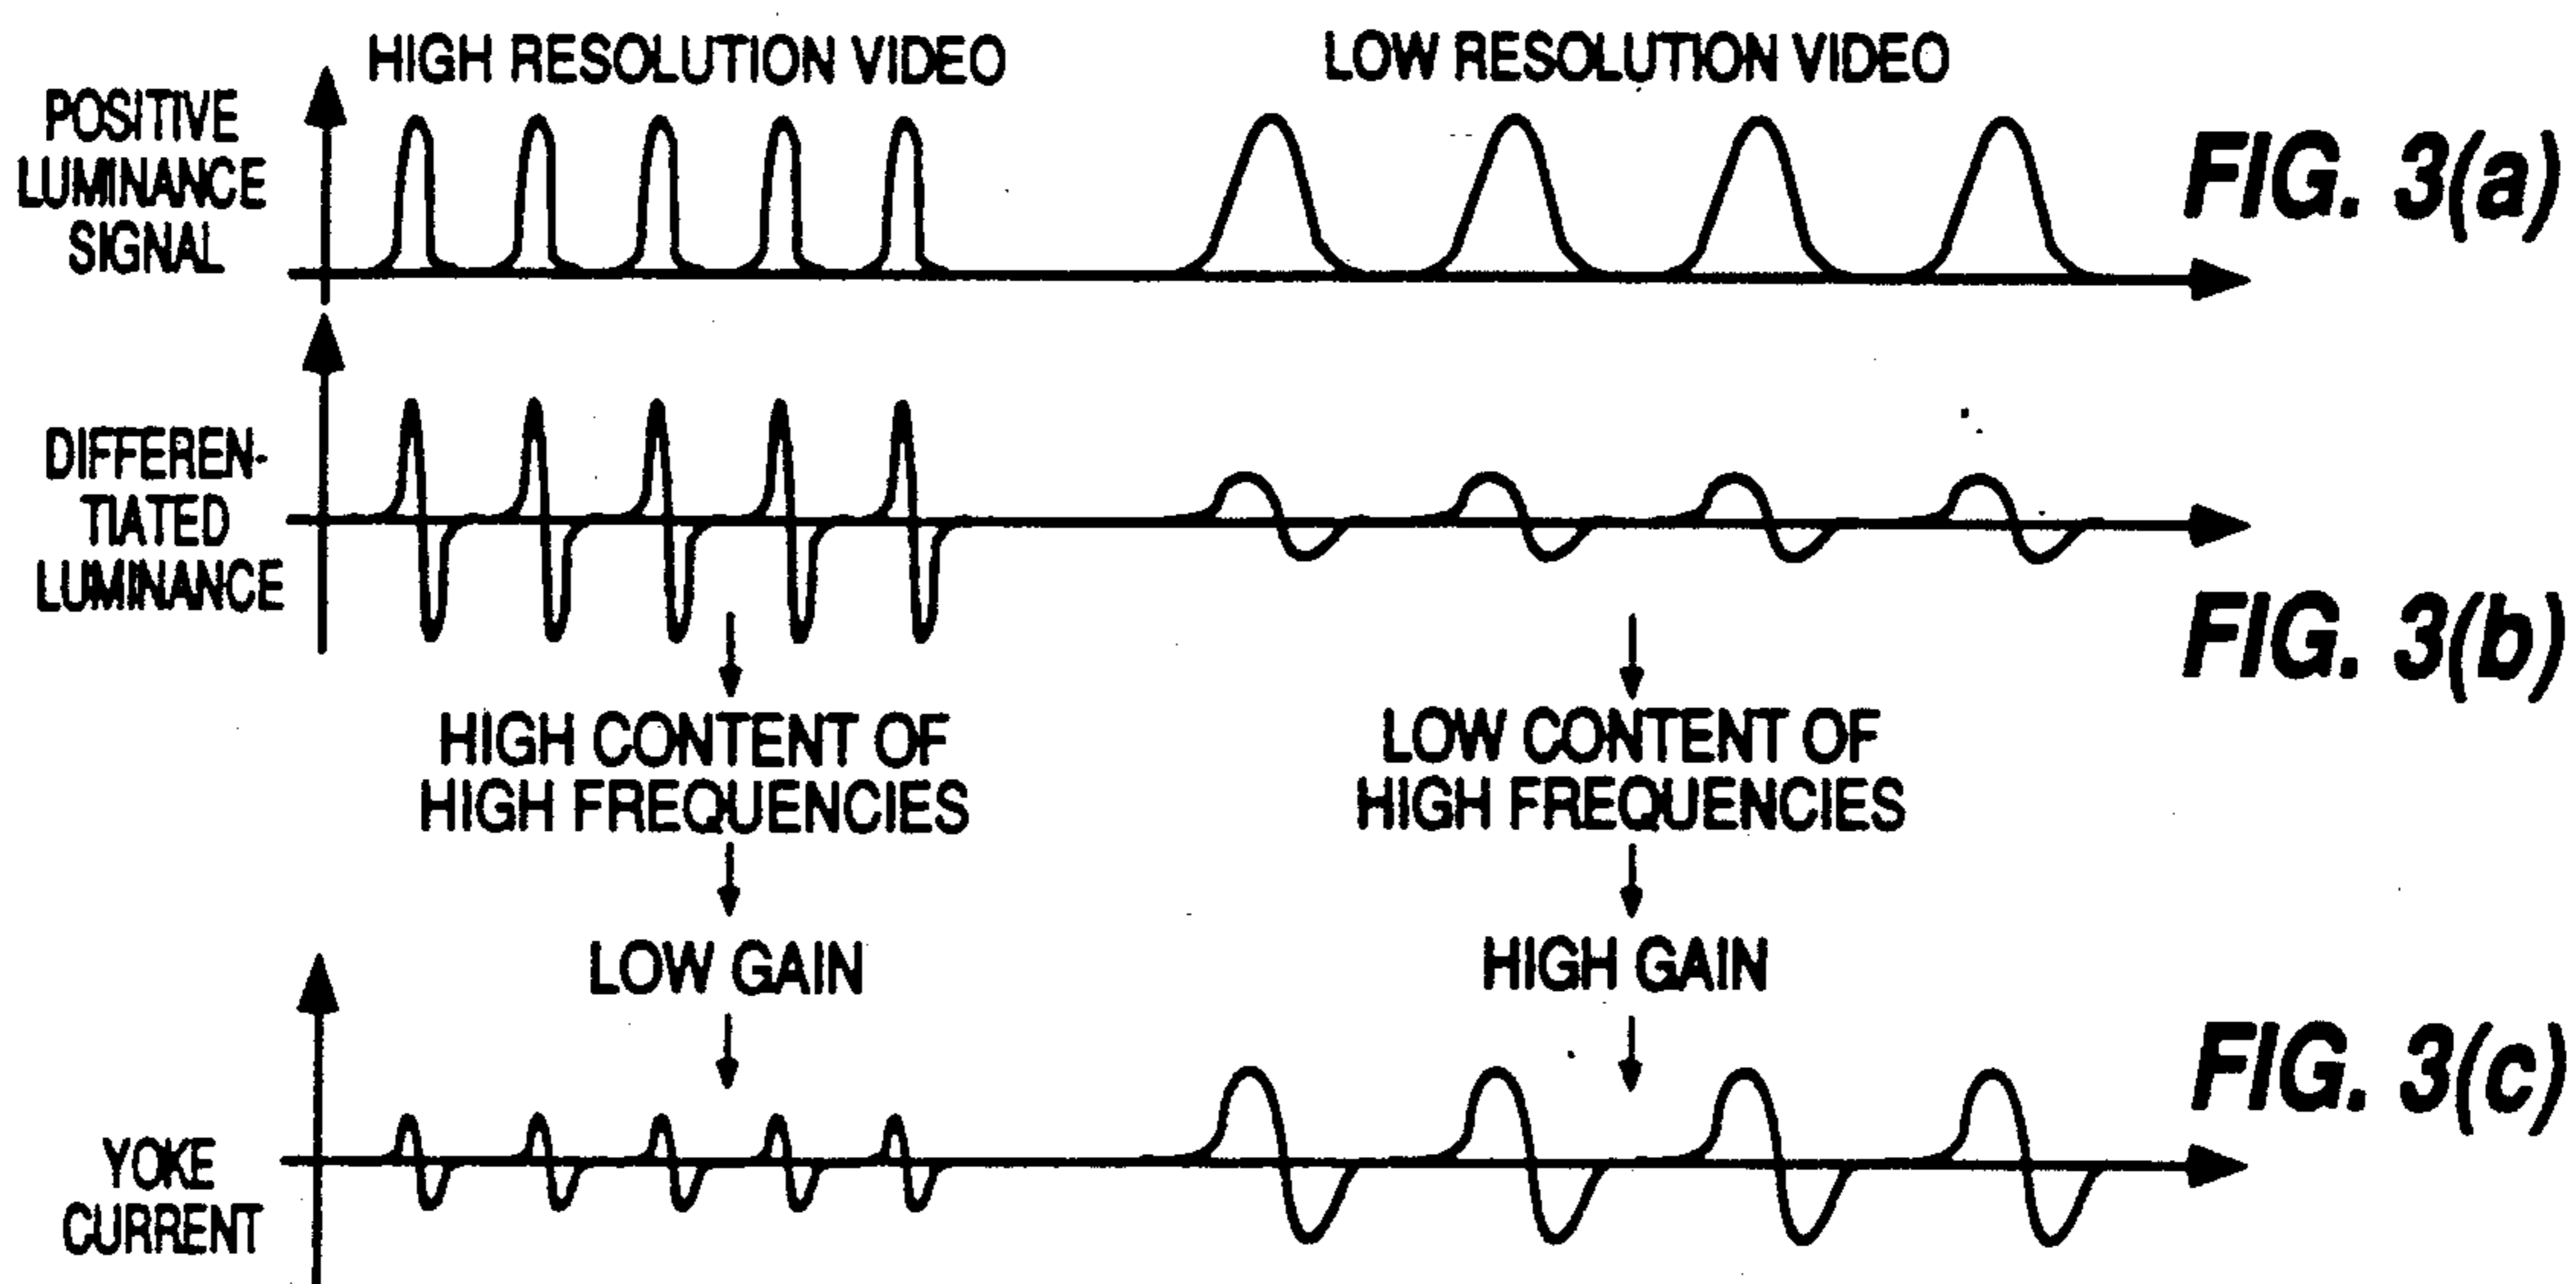 HIGH RESOLUTION VIDEO
LOW RESOLUTION VIDEO
POSITIVE
LUMINANCE
SIGNAL
FIG. 3(a)
DIFFEREN-
TIATED
LUMINANCE
FIG. 3(b)
HIGH CONTENT OF
HIGH FREQUENCIES
LOW CONTENT OF
HIGH FREQUENCIES
LOW GAIN
HIGH GAIN
FIG. 3(c)
YOKE
CURRENT